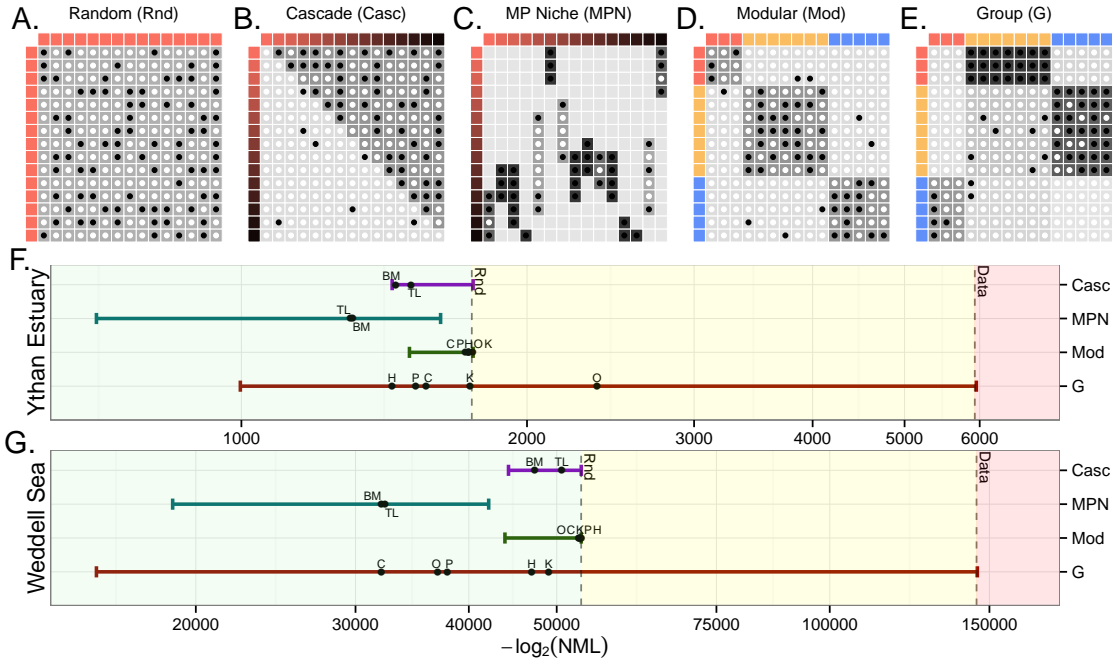 A. Random (Rnd)
B. Cascade (Casc)
C. MP Niche (MPN)
D. Modular (Mod)
E. Group (G)
F.
Ythan Estuary
BM
TL
Rnd
Data
Casc
TL
BM
MPN
CPHOK
Mod
H P C K O
G
1000 2000 3000 4000 5000 6000
G.
Weddell Sea
BM TL
Rnd
Data
Casc
BM
TL
MPN
OCKPH
Mod
C O P H K
G
20000 30000 40000 50000 75000 100000 150000
−log₂(NML)